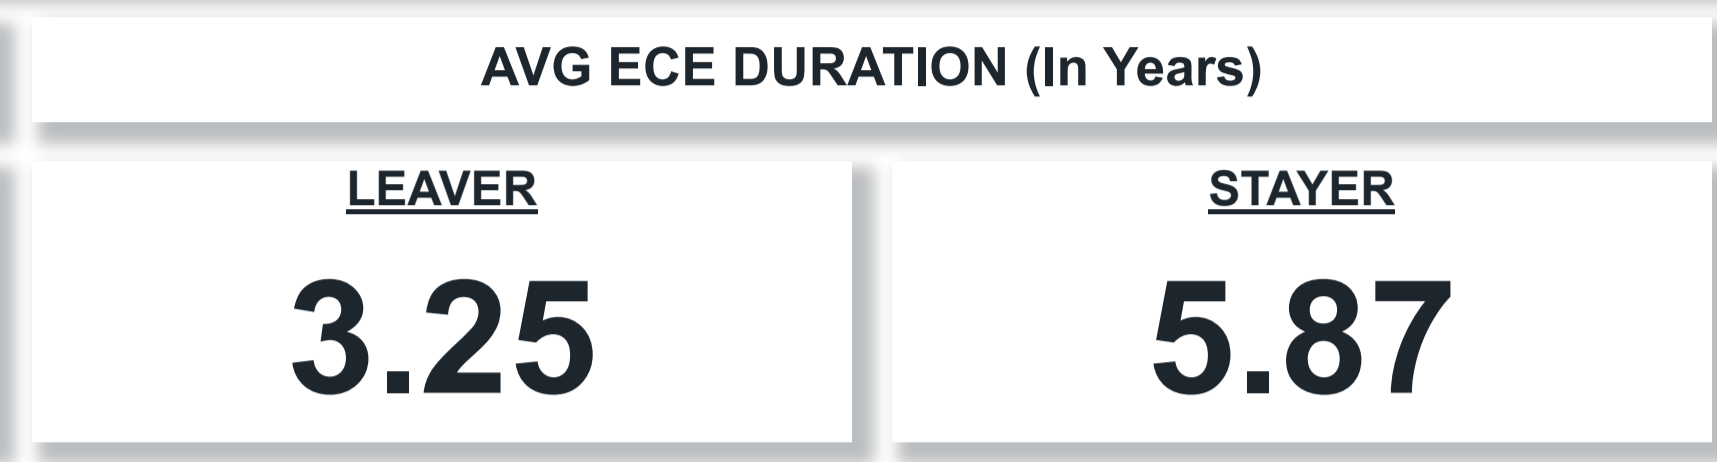 AVG ECE DURATION (In Years)
LEAVER
STAYER
3.25
5.87